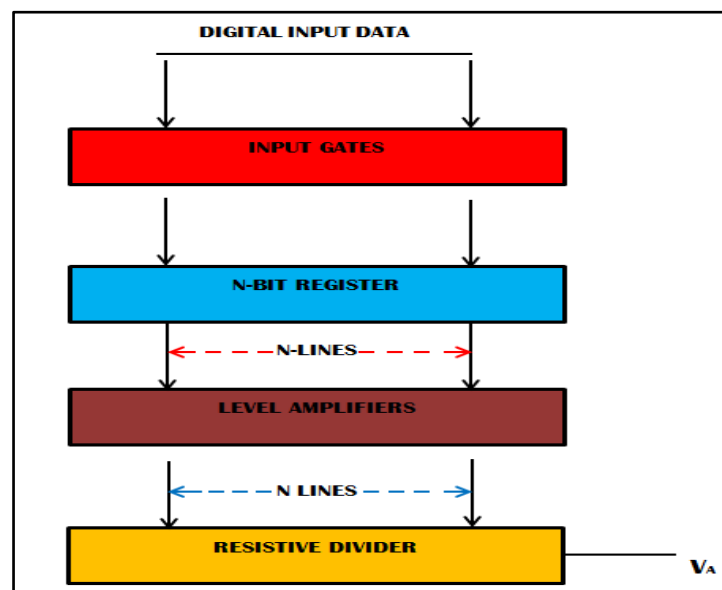 DIGITAL INPUT DATA
INPUT GATES
N-BIT REGISTER
N-LINES
LEVEL AMPLIFIERS
N LINES
RESISTIVE DIVIDER
VA